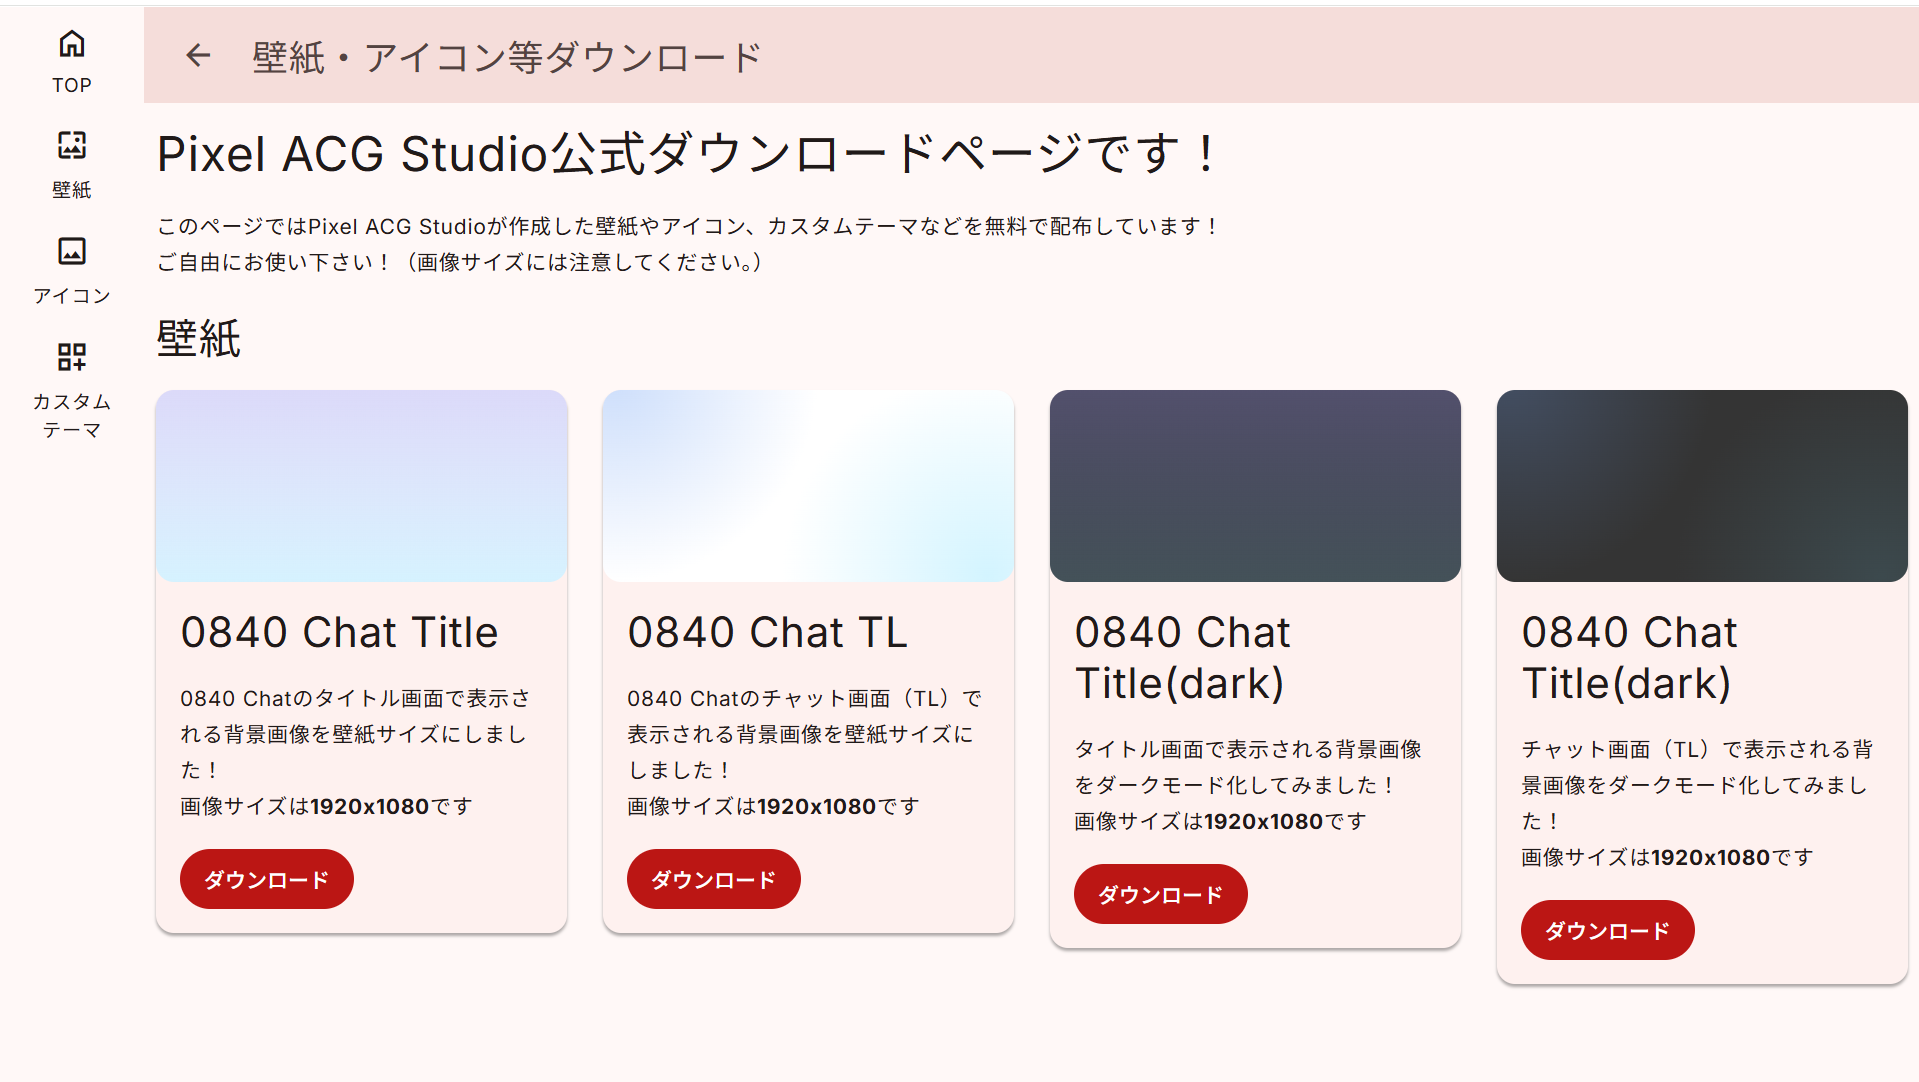 TOP
壁紙
アイコン
カスタム
テーマ
壁紙・アイコン等ダウンロード
Pixel ACG Studio公式ダウンロードページです！
このページではPixel ACG Studioが作成した壁紙やアイコン、カスタムテーマなどを無料で配布しています！
ご自由にお使い下さい！（画像サイズには注意してください。）
壁紙
0840 Chat Title
0840 Chatのタイトル画面で表示さ
れる背景画像を壁紙サイズにしまし
た！
画像サイズは1920x1080です
ダウンロード
0840 Chat TL
0840 Chatのチャット画面（TL）で
表示される背景画像を壁紙サイズに
しました！
画像サイズは1920x1080です
ダウンロード
0840 Chat
Title(dark)
タイトル画面で表示される背景画像
をダークモード化してみました！
画像サイズは1920x1080です
ダウンロード
0840 Chat
Title(dark)
チャット画面（TL）で表示される背
景画像をダークモード化してみまし
た！
画像サイズは1920x1080です
ダウンロード